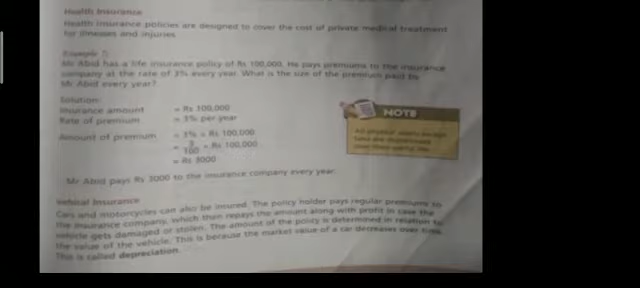 Health Insurance
Health insurance policies are designed to cover the cost of private medical treatment
for illnesses and injuries.
Example 7:
Mr Abid has a life insurance policy of Rs 100,000. He pays premiums to the insurance
company at the rate of 3% every year. What is the size of the premium paid by
Mr Abid every year?
Solution:
Insurance amount = Rs 100,000
Rate of premium = 3% per year
Amount of premium = 3% × Rs 100,000
= 3/100 × Rs 100,000
= Rs 3000
NOTE
Mr Abid pays Rs 3000 to the insurance company every year.
Vehical Insurance
Cars and motorcycles can also be insured. The policy holder pays regular premiums to
the insurance company, which then repays the amount along with profit in case the
vehicle gets damaged or stolen. The amount of the policy is determined in relation to
the value of the vehicle. This is because the market value of a car decreases over time.
This is called depreciation.